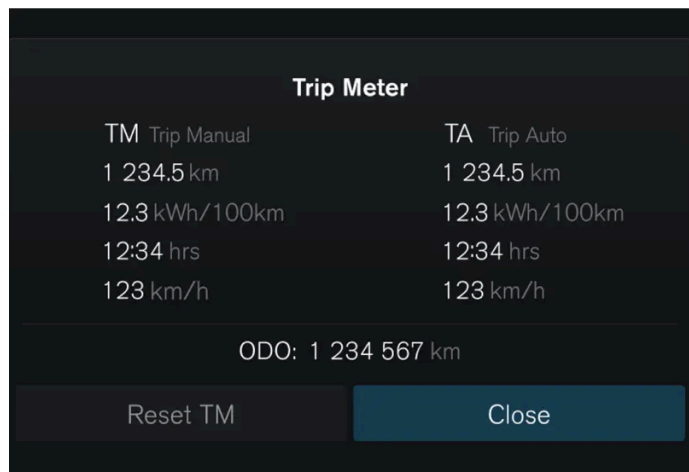 Trip Meter
TM Trip Manual TA Trip Auto
1 234.5 km 1 234.5 km
12.3 kWh/100km 12.3 kWh/100km
12:34 hrs 12:34 hrs
123 km/h 123 km/h
ODO: 1 234 567 km
Reset TM Close